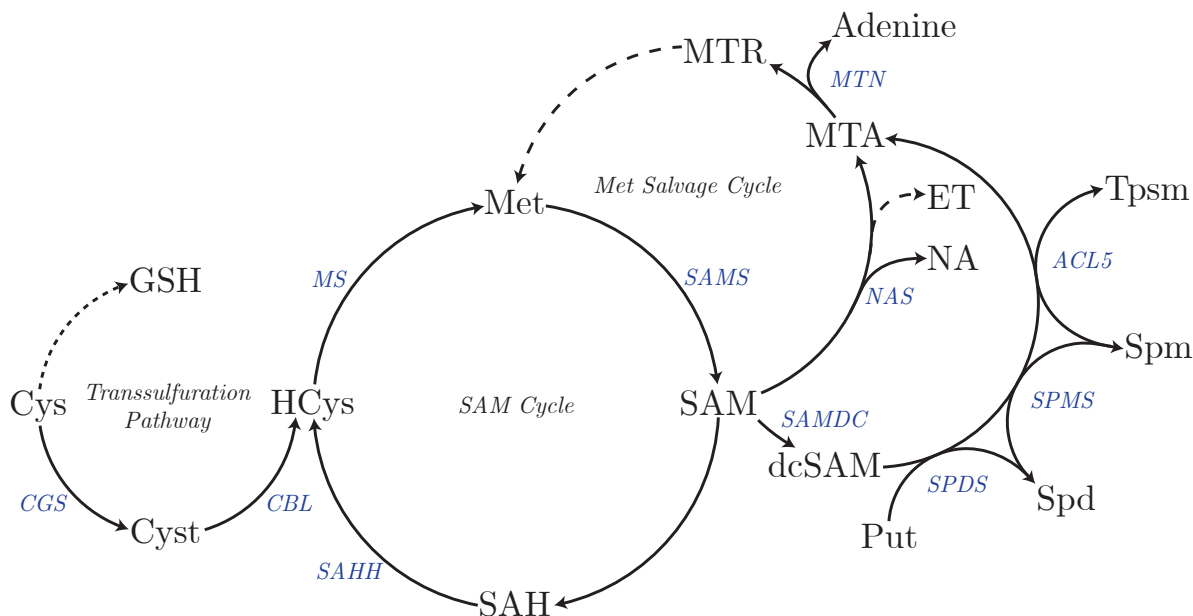 Adenine
MTR
MTN
MTA
Met Salvage Cycle
Tpsm
ET
Met
ACL5
NA
GSH
MS
SAMS
NAS
Spm
Cys
Transsulfuration
Pathway
HCys
SAM Cycle
SAM
SAMDC
SPMS
dcSAM
SPDS
CGS
CBL
Spd
Cyst
Put
SAHH
SAH